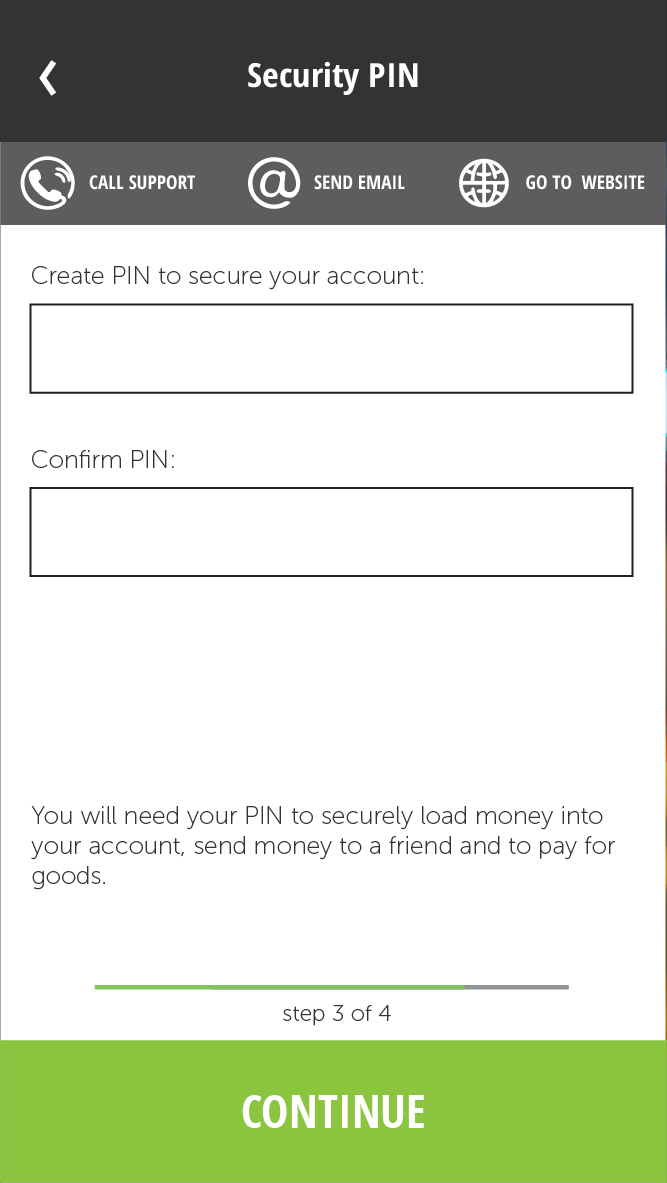 Security PIN
CALL SUPPORT
SEND EMAIL
GO TO WEBSITE
Create PIN to secure your account:
Confirm PIN:
You will need your PIN to securely load money into
your account, send money to a friend and to pay for
goods.
step 3 of 4
CONTINUE